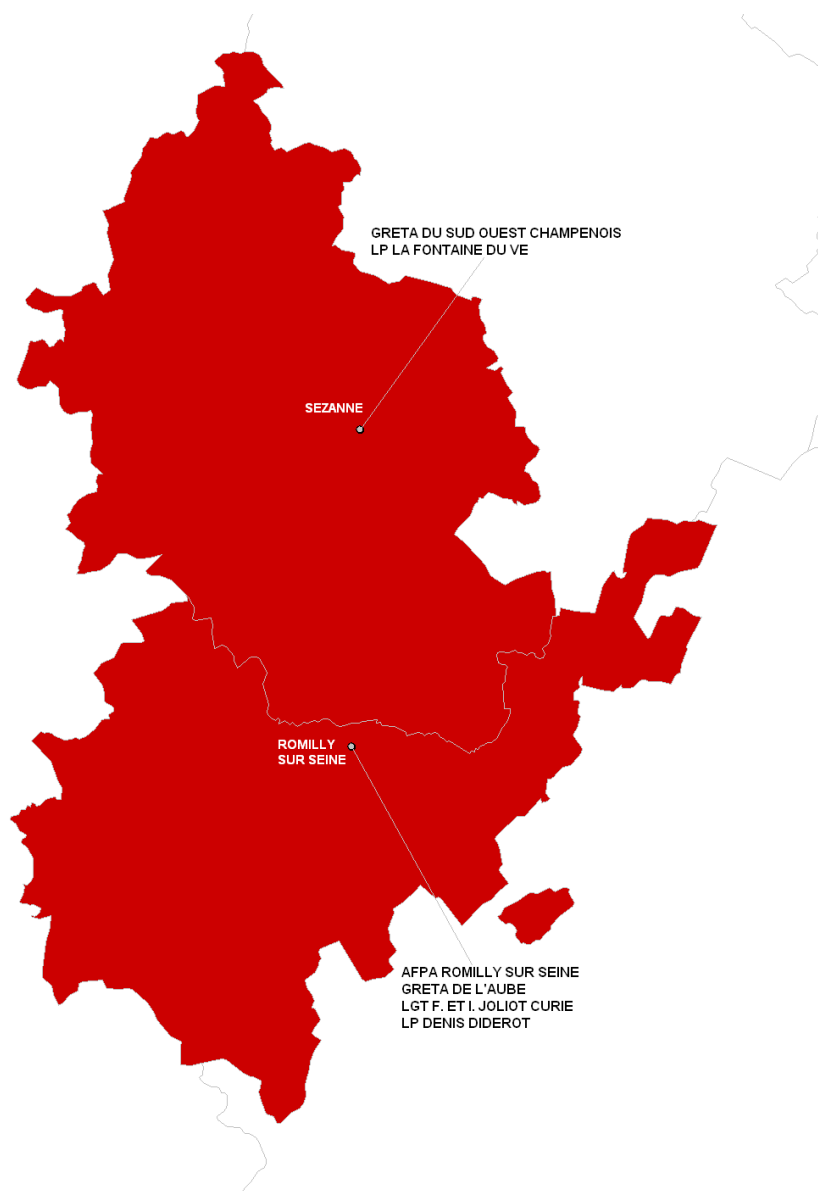 GRETA DU SUD OUEST CHAMPENOIS
LP LA FONTAINE DU VE
SEZANNE
ROMILLY
SUR SEINE
AFPA ROMILLY SUR SEINE
GRETA DE L'AUBE
LGT F. ET I. JOLIOT CURIE
LP DENIS DIDEROT